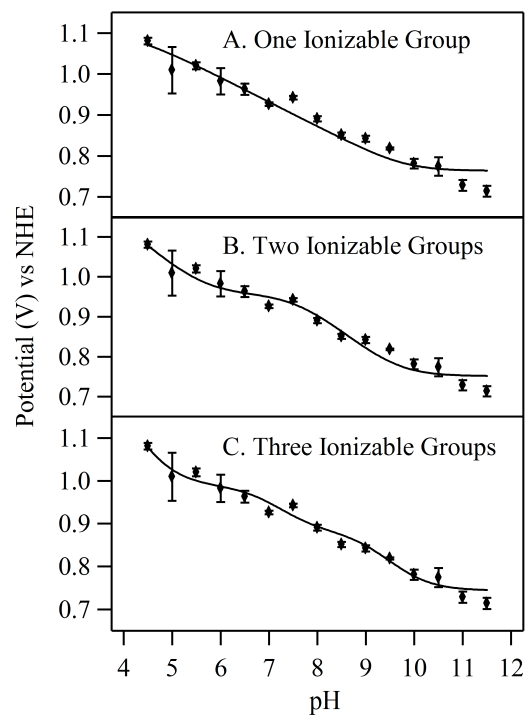 A. One Ionizable Group
1.1
1.0
0.9
0.8
0.7
B. Two Ionizable Groups
1.1
1.0
0.9
0.8
0.7
C. Three Ionizable Groups
1.1
1.0
0.9
0.8
0.7
Potential (V) vs NHE
4 5 6 7 8 9 10 11 12
pH